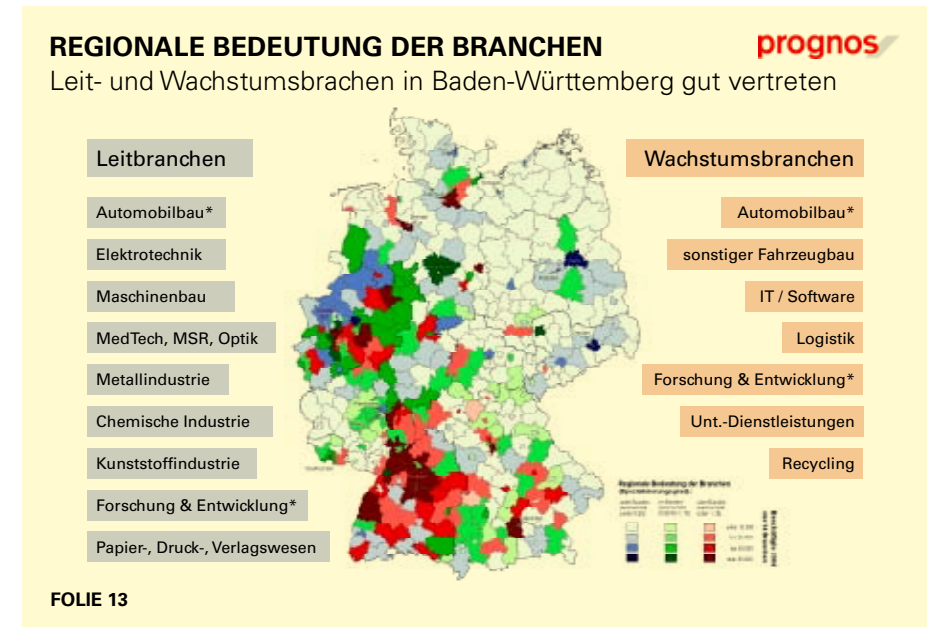 REGIONALE BEDEUTUNG DER BRANCHEN
prognos
Leit- und Wachstumsbrachen in Baden-Württemberg gut vertreten
Leitbranchen
Automobilbau*
Elektrotechnik
Maschinenbau
MedTech, MSR, Optik
Metallindustrie
Chemische Industrie
Kunststoffindustrie
Forschung & Entwicklung*
Papier-, Druck-, Verlagswesen
Wachstumsbranchen
Automobilbau*
sonstiger Fahrzeugbau
IT / Software
Logistik
Forschung & Entwicklung*
Unt.-Dienstleistungen
Recycling
Regionale Bedeutung der Branchen
FOLIE 13